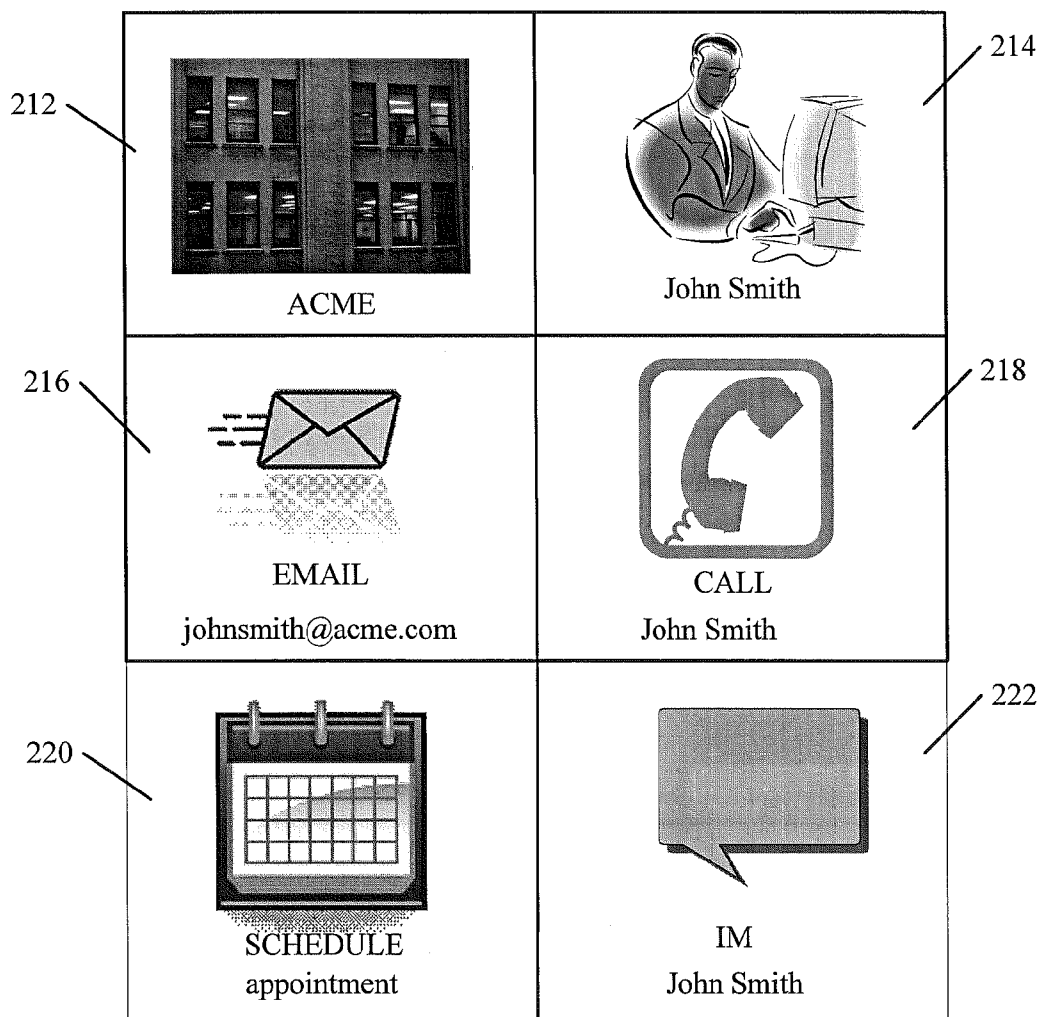 212
ACME
214
John Smith
216
EMAIL
johnsmith@acme.com
218
CALL
John Smith
220
SCHEDULE
appointment
222
IM
John Smith